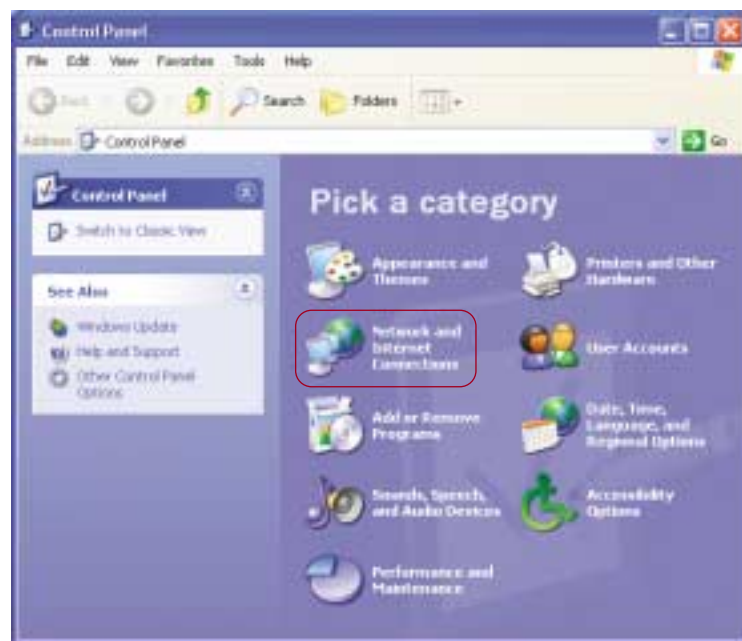 Control Panel
File Edit View Favorites Tools Help
Back Search Folders
Address Control Panel Go
Control Panel
Switch to Classic View
See Also
Windows Update
Help and Support
Other Control Panel
Options
Pick a category
Appearance and
Themes
Printers and Other
Hardware
Network and
Internet
Connections
User Accounts
Add or Remove
Programs
Date, Time,
Language, and
Regional Options
Sounds, Speech,
and Audio Devices
Accessibility
Options
Performance and
Maintenance